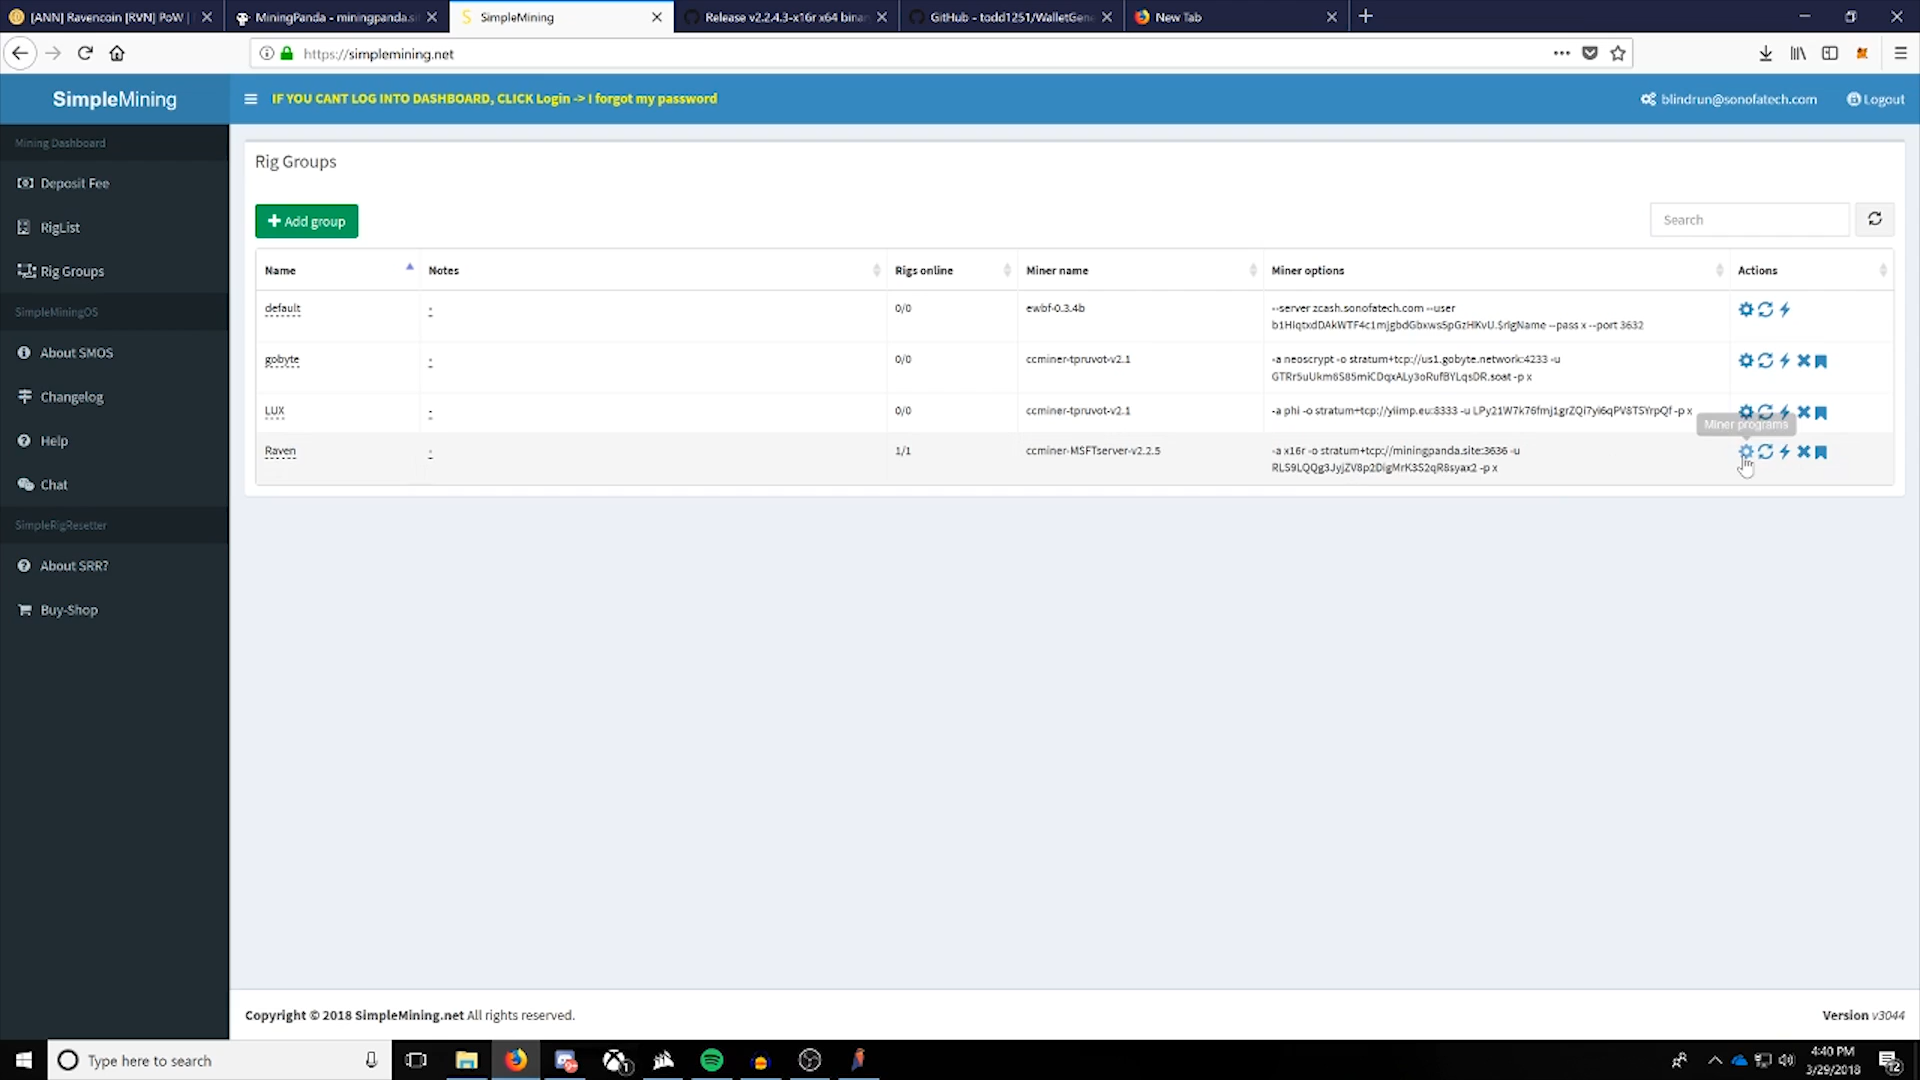 [ANN] Ravencoin [RVN] PoW
MiningPanda - miningpanda.si
SimpleMining
Release v2.2.4.3-x16r x64 binar
GitHub - todd1251/WalletGene
New Tab
https://simplemining.net
SimpleMining
IF YOU CANT LOG INTO DASHBOARD, CLICK Login -> I forgot my password
blindrun@sonofatech.com
Logout
Mining Dashboard
Deposit Fee
RigList
Rig Groups
SimpleMiningOS
About SMOS
Changelog
Help
Chat
SimpleRigResetter
About SRR?
Buy-Shop
Rig Groups
Add group
Search
Name Notes Rigs online Miner name Miner options Actions
default - 0/0 ewbf-0.3.4b --server zcash.sonofatech.com --user
b1HiqtxdDAkWTF4c1mjgbdGbxws5pGzHKvU.$rigName --pass x --port 3632
gobyte - 0/0 ccminer-tpruvot-v2.1 -a neoscrypt -o stratum+tcp://us1.gobyte.network:4233 -u
GTRr5uUkm6S85miCDqxALy3oRufBYLqsDR.soat -p x
LUX - 0/0 ccminer-tpruvot-v2.1 -a phi -o stratum+tcp://yiimp.eu:8333 -u LPy21W7k76fmj1grZQi7yi6qPV8TSYrpQf -p x
Miner programs
Raven - 1/1 ccminer-MSFTserver-v2.2.5 -a x16r -o stratum+tcp://miningpanda.site:3636 -u
RLS9LQQg3JyjZV8p2DigMrK3S2qR8syax2 -p x
Copyright © 2018 SimpleMining.net All rights reserved.
Version v3044
Type here to search
4:40 PM
3/29/2018